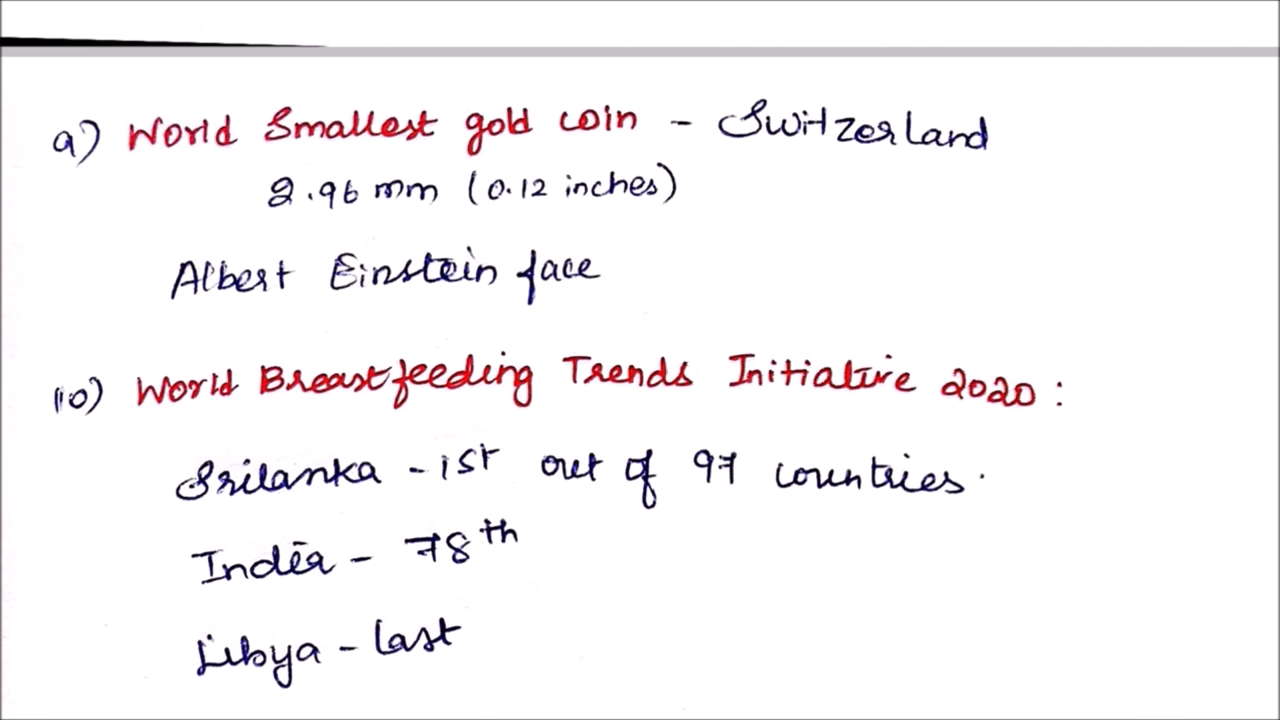 9) World Smallest gold coin - Switzerland
2.96 mm (0.12 inches)
Albert Einstein face
10) World Breastfeeding Trends Initiative 2020:
Srilanka - 1st out of 97 countries.
India - 78th
Libya - Last